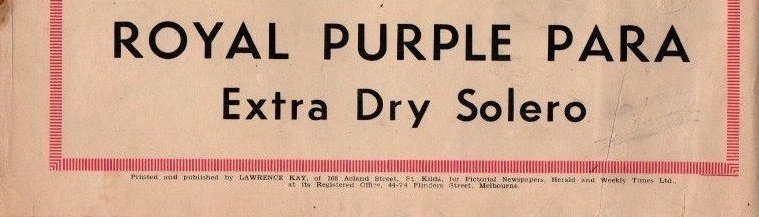 ROYAL PURPLE PARA
Extra Dry Solero
Printed and published by LAWRENCE KAY, of 108 Acland Street, St. Kilda, for Pictorial Newspapers, Herald and Weekly Times Ltd.,
at its Registered Office, 44-74 Flinders Street, Melbourne.